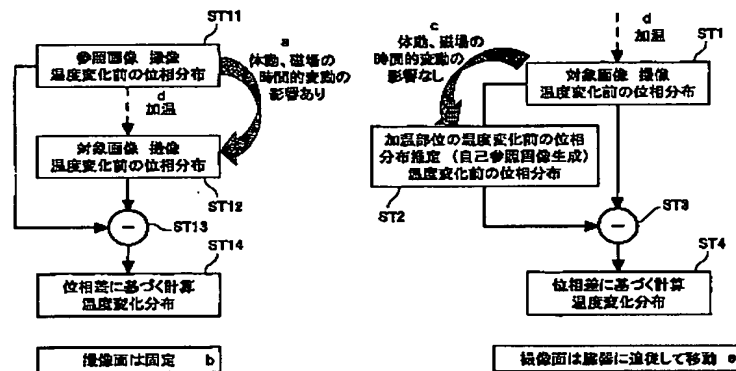 ST11
参照画像 撮像
温度変化前の位相分布
a
体動、磁場の
時間的変動の
影響あり
d
加温
対象画像 撮像
温度変化前の位相分布
ST12
−
ST13
ST14
位相差に基づく計算
温度変化分布
撮像面は固定 b
c
体動、磁場の
時間的変動の
影響なし
d
加温
ST1
対象画像 撮像
温度変化前の位相分布
加温部位の温度変化前の位相
分布推定 (自己参照画像生成)
温度変化前の位相分布
ST2
−
ST3
ST4
位相差に基づく計算
温度変化分布
撮像面は臓器に追従して移動 e